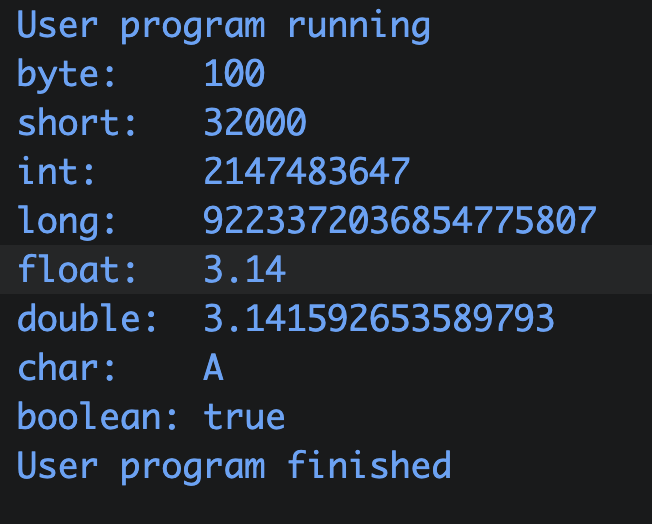 User program running
byte:    100
short:   32000
int:     2147483647
long:    9223372036854775807
float:   3.14
double:  3.141592653589793
char:    A
boolean: true
User program finished